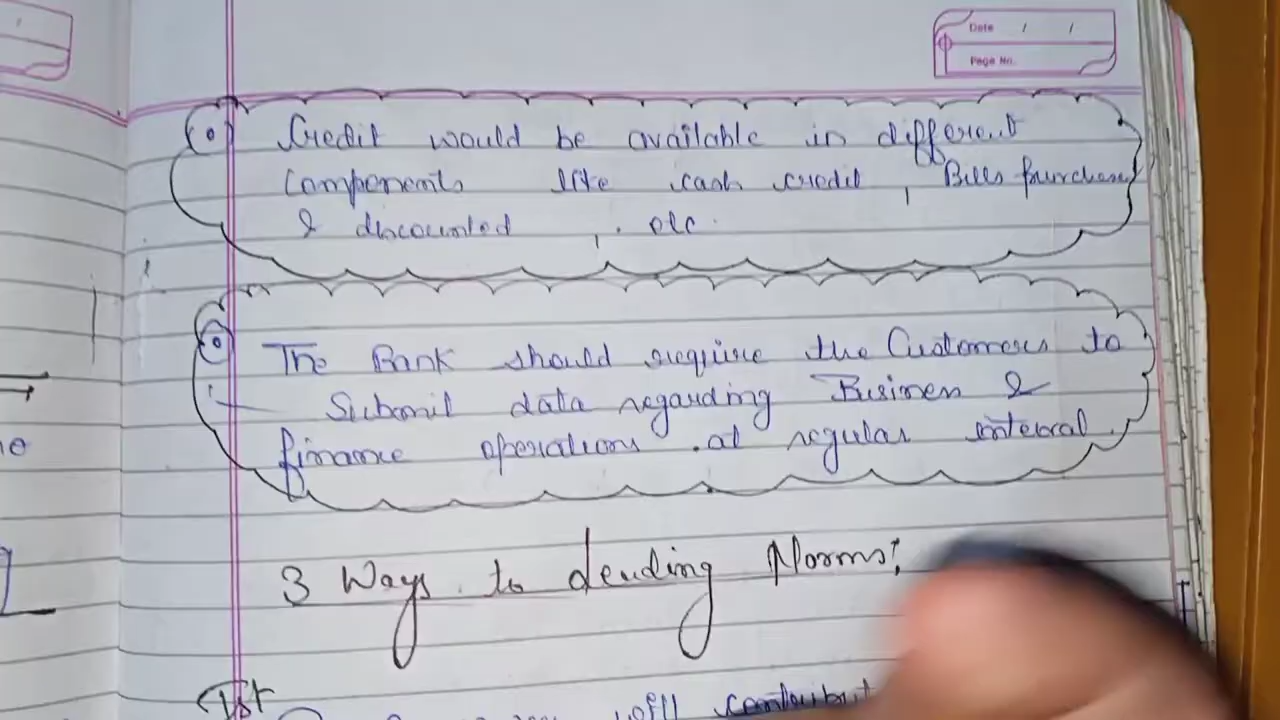 Date / /
Page No.
Credit would be available in different
components like cash credit, Bills purchase
& discounted, etc.
The Bank should require the Customers to
Submit data regarding Business &
finance operations at regular interval.
3 Ways to lending Norms:
Ist
will contribut